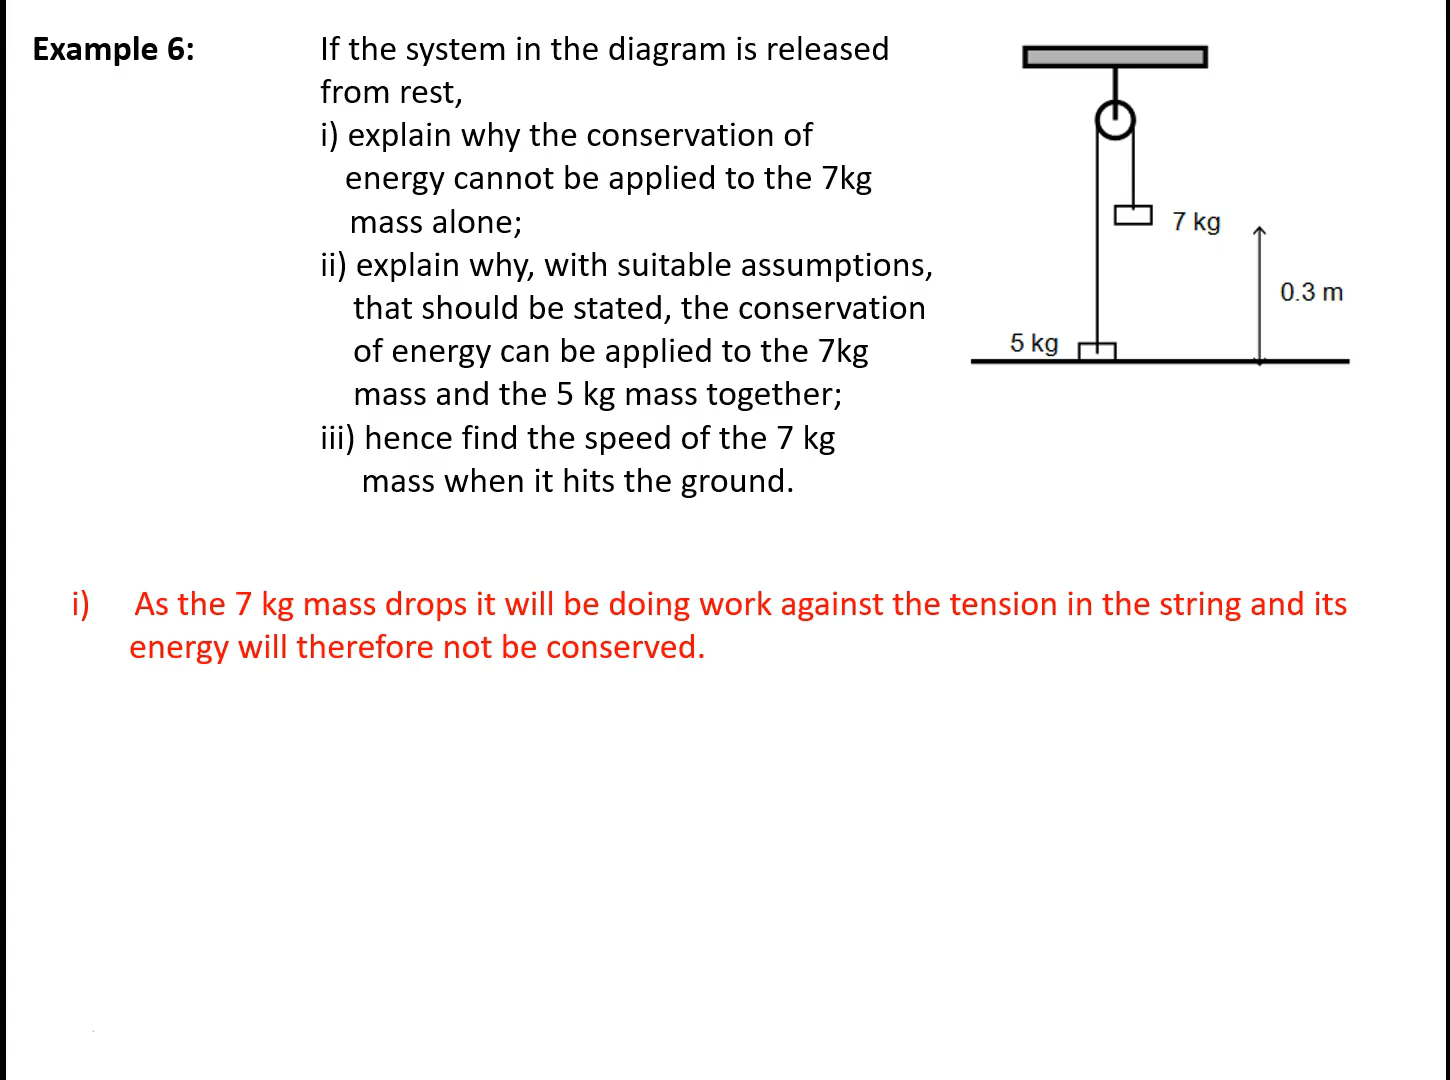 Example 6:
If the system in the diagram is released
from rest,
i) explain why the conservation of
energy cannot be applied to the 7kg
mass alone;
ii) explain why, with suitable assumptions,
that should be stated, the conservation
of energy can be applied to the 7kg
mass and the 5 kg mass together;
iii) hence find the speed of the 7 kg
mass when it hits the ground.
7 kg
0.3 m
5 kg
i) As the 7 kg mass drops it will be doing work against the tension in the string and its
energy will therefore not be conserved.